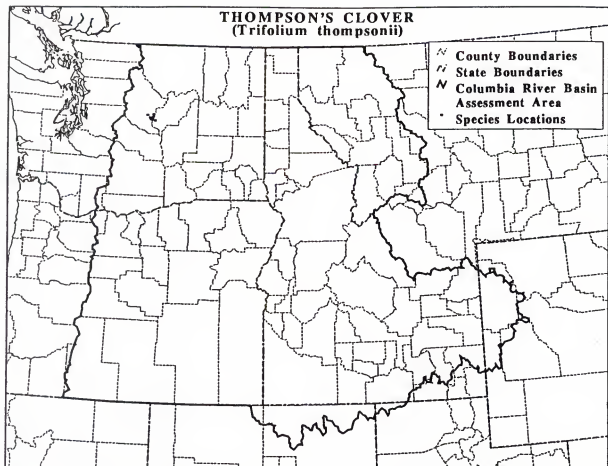 THOMPSON'S CLOVER
(Trifolium thompsonii)
County Boundaries
State Boundaries
Columbia River Basin
Assessment Area
Species Locations